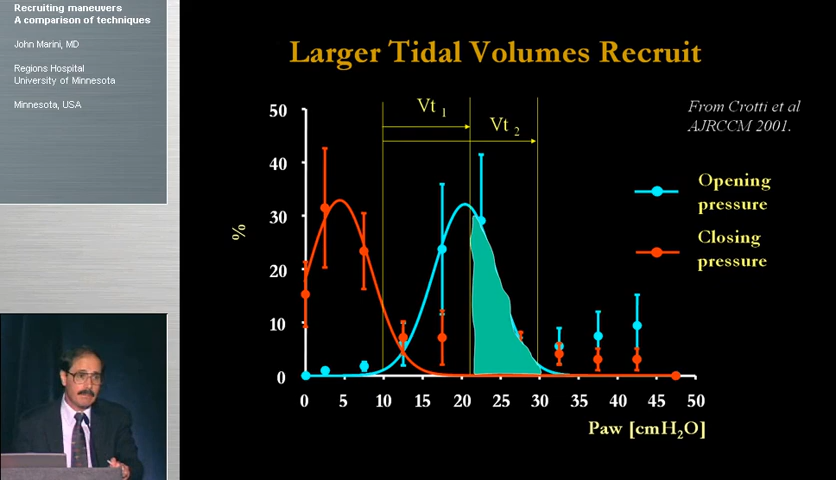 Recruiting maneuvers
A comparison of techniques
John Marini, MD
Regions Hospital
University of Minnesota
Minnesota, USA
Larger Tidal Volumes Recruit
From Crotti et al
AJRCCM 2001.
Vt 1
Vt 2
Opening
pressure
Closing
pressure
%
50
40
30
20
10
0
0 5 10 15 20 25 30 35 40 45 50
Paw [cmH2O]